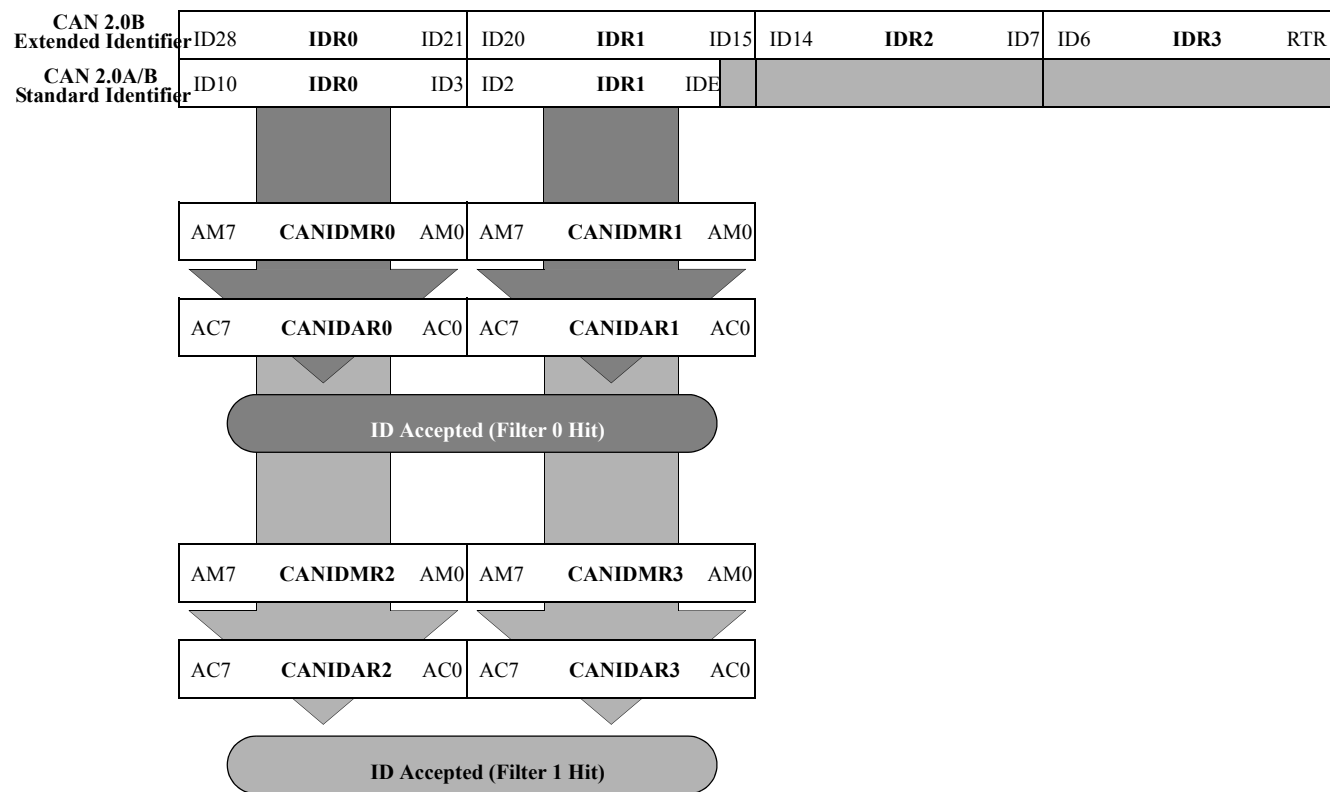 CAN 2.0B
Extended Identifier ID28 IDR0 ID21 ID20 IDR1 ID15 ID14 IDR2 ID7 ID6 IDR3 RTR
CAN 2.0A/B
Standard Identifier ID10 IDR0 ID3 ID2 IDR1 IDE
AM7 CANIDMR0 AM0 AM7 CANIDMR1 AM0
AC7 CANIDAR0 AC0 AC7 CANIDAR1 AC0
ID Accepted (Filter 0 Hit)
AM7 CANIDMR2 AM0 AM7 CANIDMR3 AM0
AC7 CANIDAR2 AC0 AC7 CANIDAR3 AC0
ID Accepted (Filter 1 Hit)